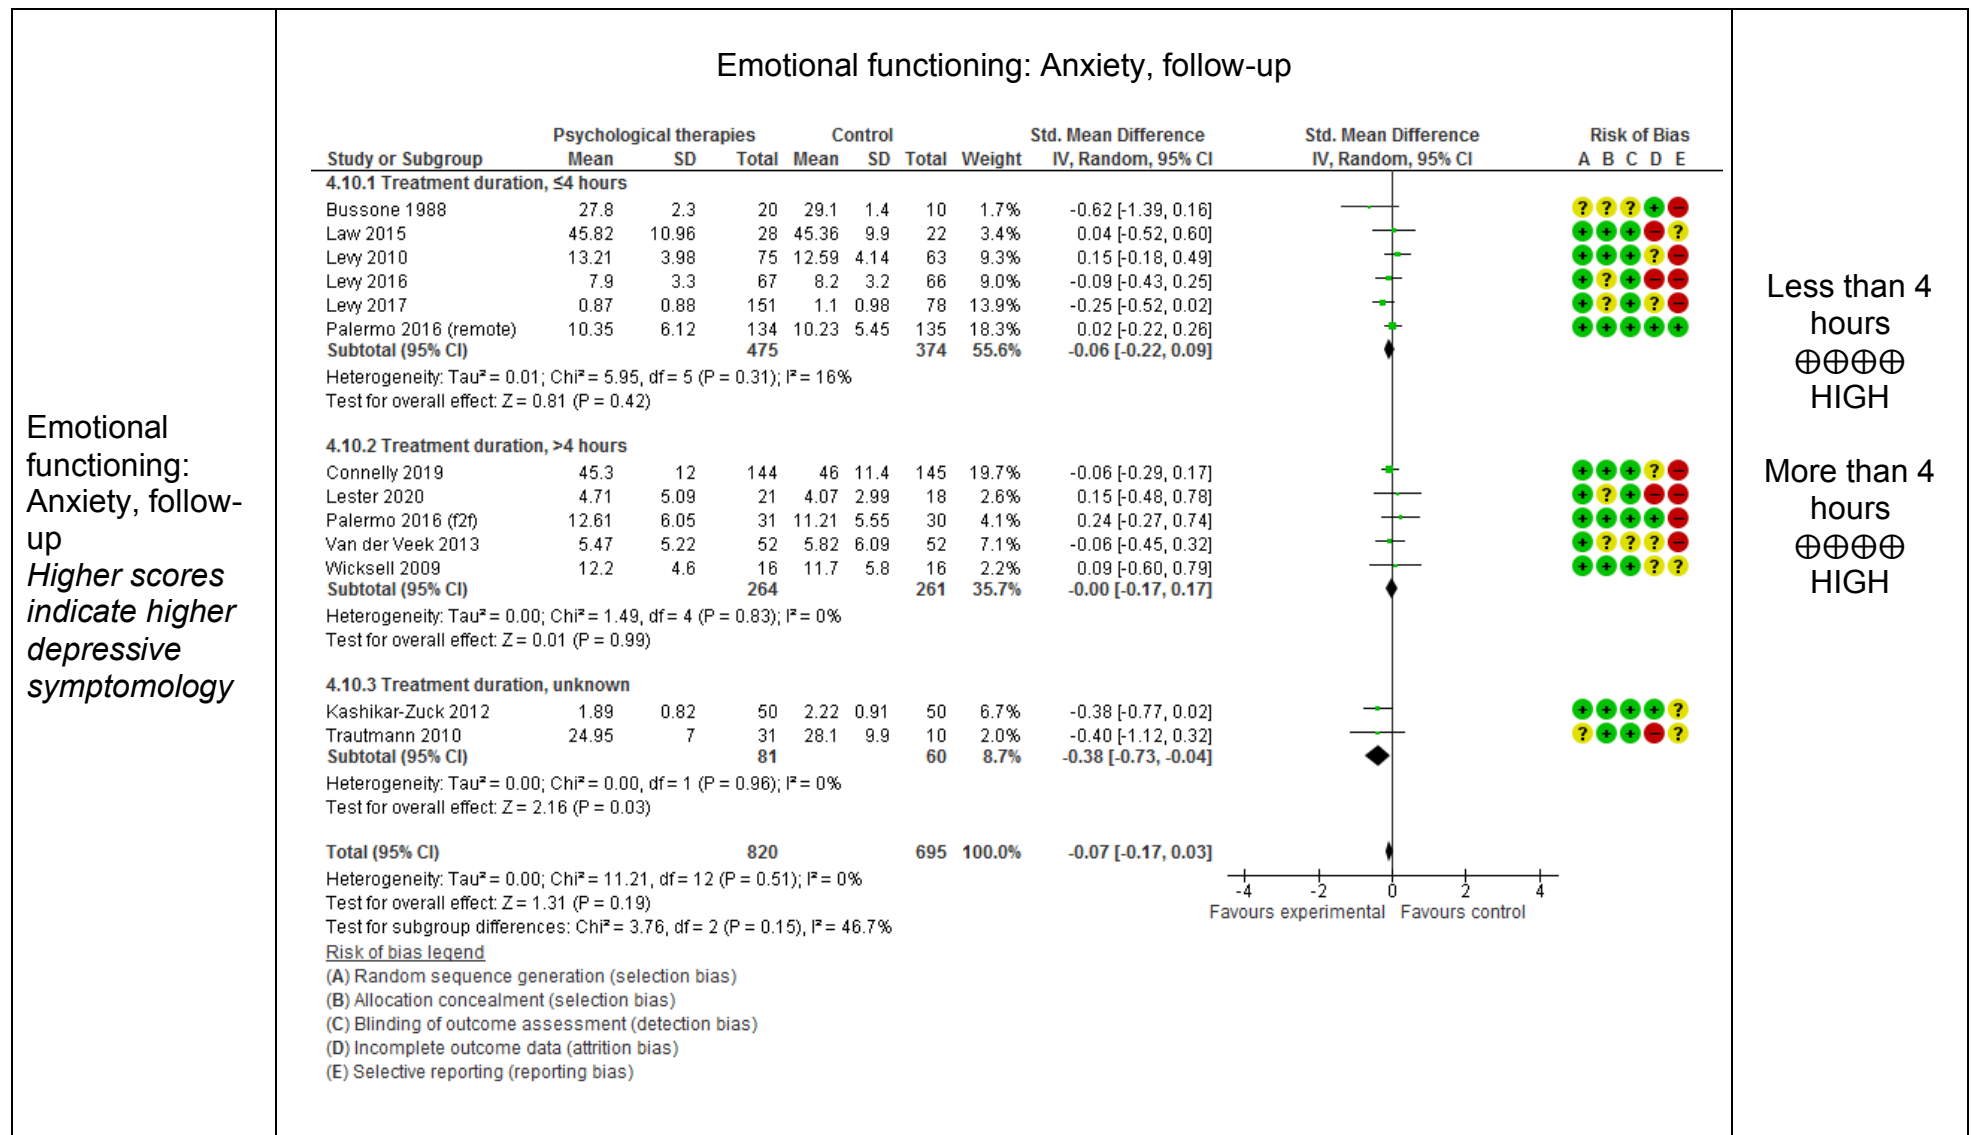 Emotional
functioning:
Anxiety, follow-
up
Higher scores
indicate higher
depressive
symptomology
Emotional functioning: Anxiety, follow-up
Psychological therapies Control Std. Mean Difference Std. Mean Difference Risk of Bias
Study or Subgroup Mean SD Total Mean SD Total Weight IV, Random, 95% CI IV, Random, 95% CI A B C D E
4.10.1 Treatment duration, ≤4 hours
Bussone 1988 27.8 2.3 20 29.1 1.4 10 1.7% -0.62 [-1.39, 0.16] ? ? ? + −
Law 2015 45.82 10.96 28 45.36 9.9 22 3.4% 0.04 [-0.52, 0.60] + + + − ?
Levy 2010 13.21 3.98 75 12.59 4.14 63 9.3% 0.15 [-0.18, 0.49] + + + ? −
Levy 2016 7.9 3.3 67 8.2 3.2 66 9.0% -0.09 [-0.43, 0.25] + ? + − −
Levy 2017 0.87 0.88 151 1.1 0.98 78 13.9% -0.25 [-0.52, 0.02] + ? + ? −
Palermo 2016 (remote) 10.35 6.12 134 10.23 5.45 135 18.3% 0.02 [-0.22, 0.26] + + + + +
Subtotal (95% CI) 475 374 55.6% -0.06 [-0.22, 0.09]
Heterogeneity: Tau² = 0.01; Chi² = 5.95, df = 5 (P = 0.31); I² = 16%
Test for overall effect: Z = 0.81 (P = 0.42)
4.10.2 Treatment duration, >4 hours
Connelly 2019 45.3 12 144 46 11.4 145 19.7% -0.06 [-0.29, 0.17] + + + ? −
Lester 2020 4.71 5.09 21 4.07 2.99 18 2.6% 0.15 [-0.48, 0.78] + ? + − −
Palermo 2016 (f2f) 12.61 6.05 31 11.21 5.55 30 4.1% 0.24 [-0.27, 0.74] + + + + −
Van der Veek 2013 5.47 5.22 52 5.82 6.09 52 7.1% -0.06 [-0.45, 0.32] + ? ? ? −
Wicksell 2009 12.2 4.6 16 11.7 5.8 16 2.2% 0.09 [-0.60, 0.79] + + + ? ?
Subtotal (95% CI) 264 261 35.7% -0.00 [-0.17, 0.17]
Heterogeneity: Tau² = 0.00; Chi² = 1.49, df = 4 (P = 0.83); I² = 0%
Test for overall effect: Z = 0.01 (P = 0.99)
4.10.3 Treatment duration, unknown
Kashikar-Zuck 2012 1.89 0.82 50 2.22 0.91 50 6.7% -0.38 [-0.77, 0.02] + + + + ?
Trautmann 2010 24.95 7 31 28.1 9.9 10 2.0% -0.40 [-1.12, 0.32] ? + + − ?
Subtotal (95% CI) 81 60 8.7% -0.38 [-0.73, -0.04]
Heterogeneity: Tau² = 0.00; Chi² = 0.00, df = 1 (P = 0.96); I² = 0%
Test for overall effect: Z = 2.16 (P = 0.03)
Total (95% CI) 820 695 100.0% -0.07 [-0.17, 0.03]
Heterogeneity: Tau² = 0.00; Chi² = 11.21, df = 12 (P = 0.51); I² = 0%
Test for overall effect: Z = 1.31 (P = 0.19)
Test for subgroup differences: Chi² = 3.76, df = 2 (P = 0.15), I² = 46.7%
-4 -2 0 2 4
Favours experimental Favours control
Risk of bias legend
(A) Random sequence generation (selection bias)
(B) Allocation concealment (selection bias)
(C) Blinding of outcome assessment (detection bias)
(D) Incomplete outcome data (attrition bias)
(E) Selective reporting (reporting bias)
Less than 4
hours
⊕⊕⊕⊕
HIGH
More than 4
hours
⊕⊕⊕⊕
HIGH